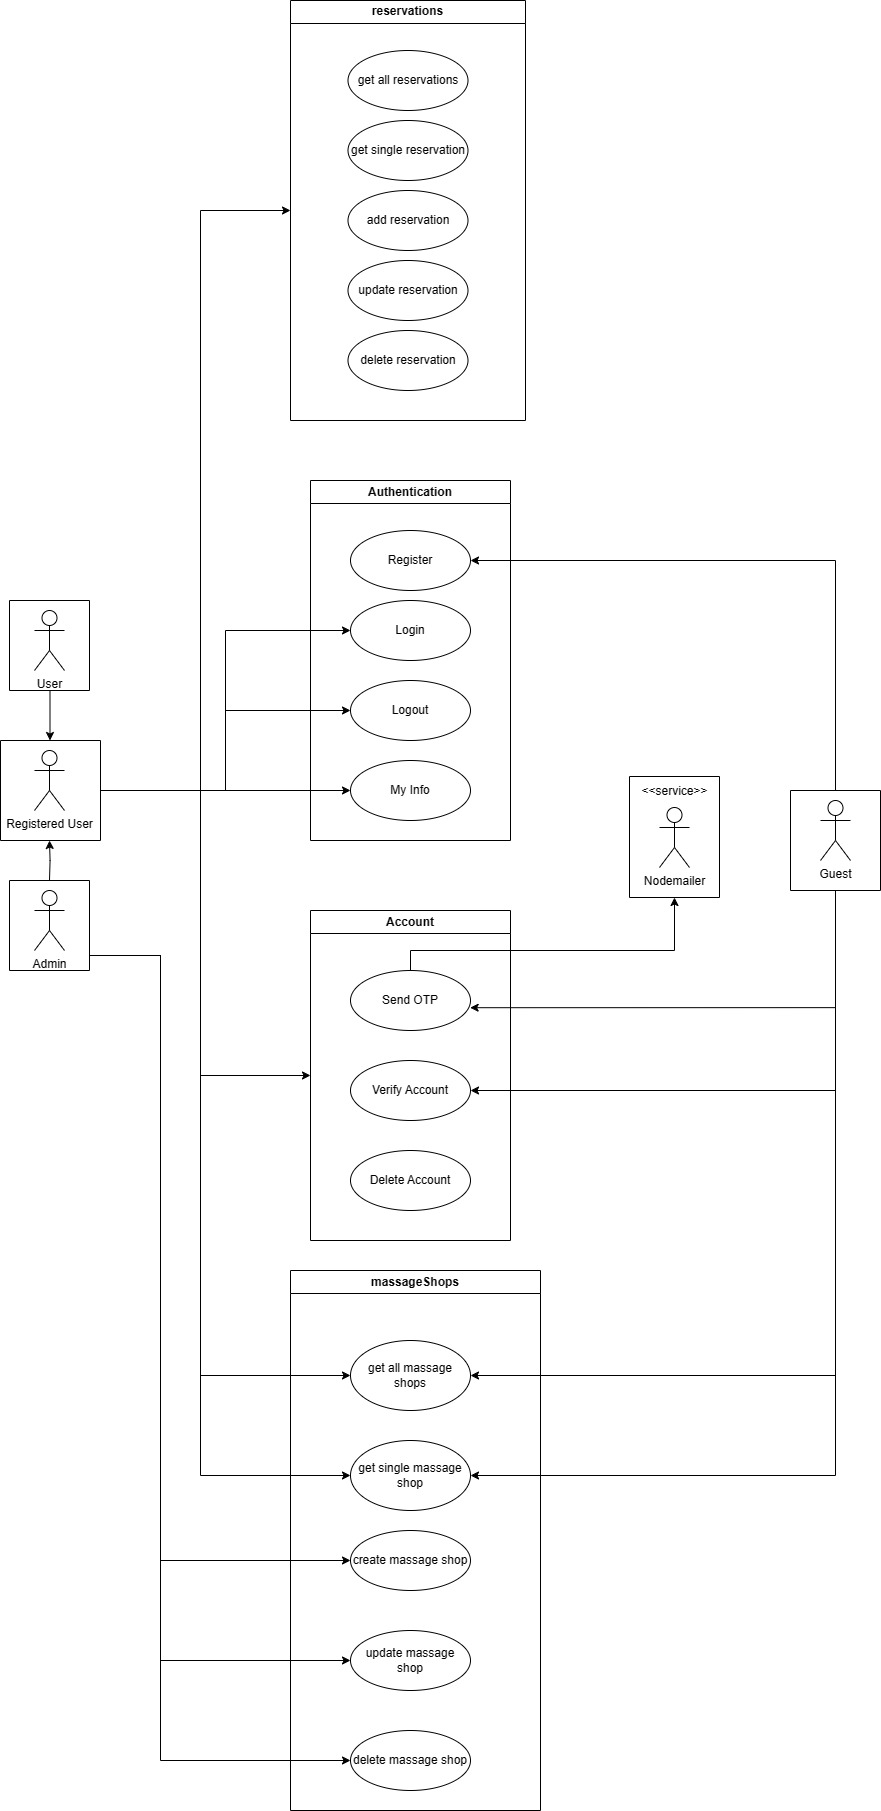 reservations
get all reservations
get single reservation
add reservation
update reservation
delete reservation
Authentication
Register
Login
Logout
My Info
User
Registered User
Admin
<<service>>
Nodemailer
Guest
Account
Send OTP
Verify Account
Delete Account
massageShops
get all massage
shops
get single massage
shop
create massage shop
update massage
shop
delete massage shop